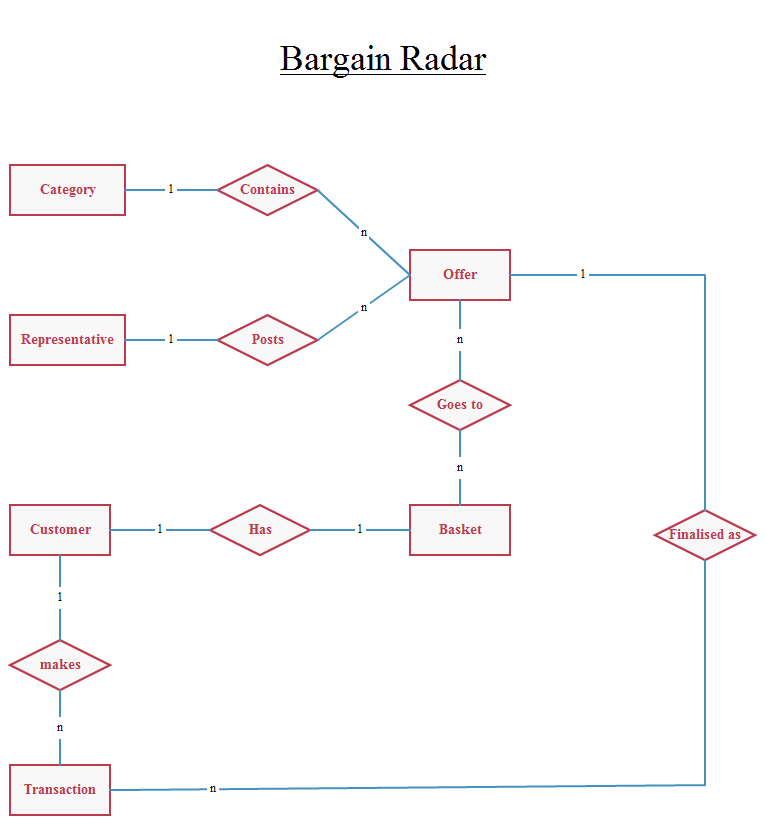 Bargain Radar
Category
1
Contains
n
Offer
1
Representative
1
Posts
n
n
Goes to
n
Customer
1
Has
1
Basket
Finalised as
1
makes
n
Transaction
n